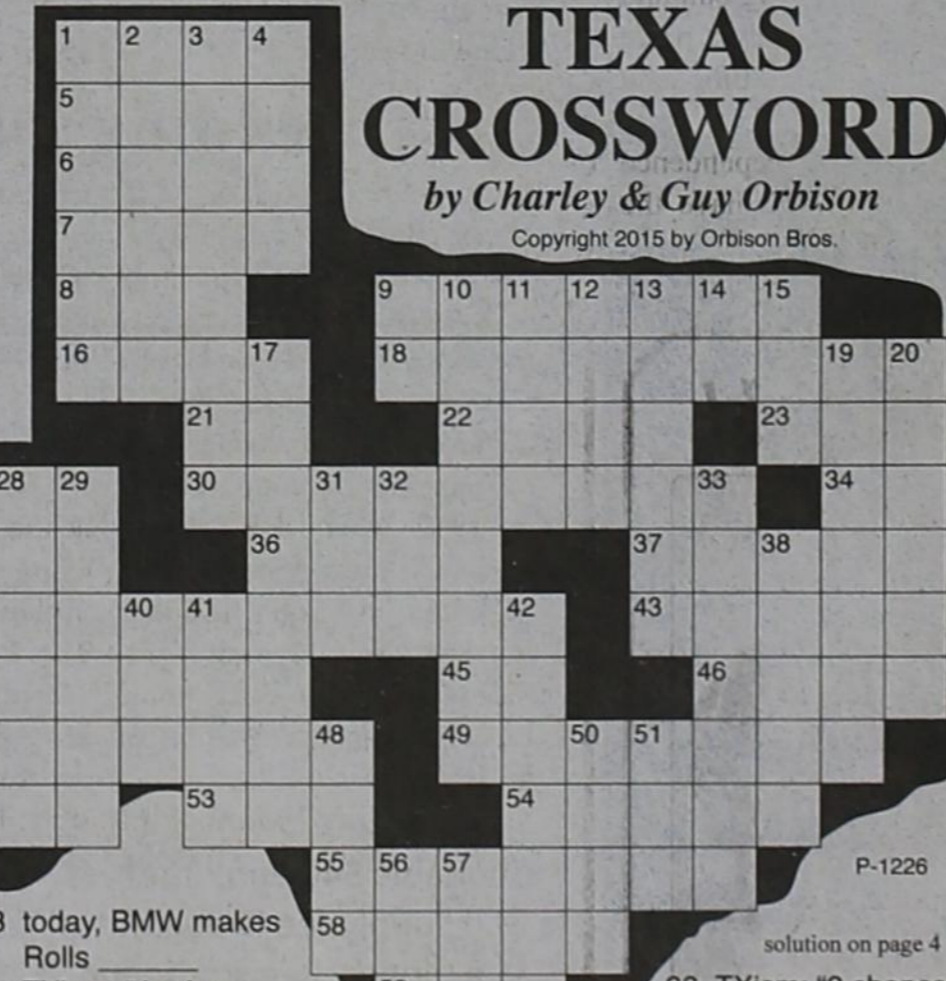 TEXAS
CROSSWORD
by Charley & Guy Orbison
Copyright 2015 by Orbison Bros.
1 2 3 4
5
6
7
8 9 10 11 12 13 14 15
16 17 18 19 20
21 22 23
28 29 30 31 32 33 34
36 37 38
40 41 42 43
45 46
48 49 50 51
53 54
55 56 57
P-1226
58
solution on page 4
today, BMW makes
Rolls ______